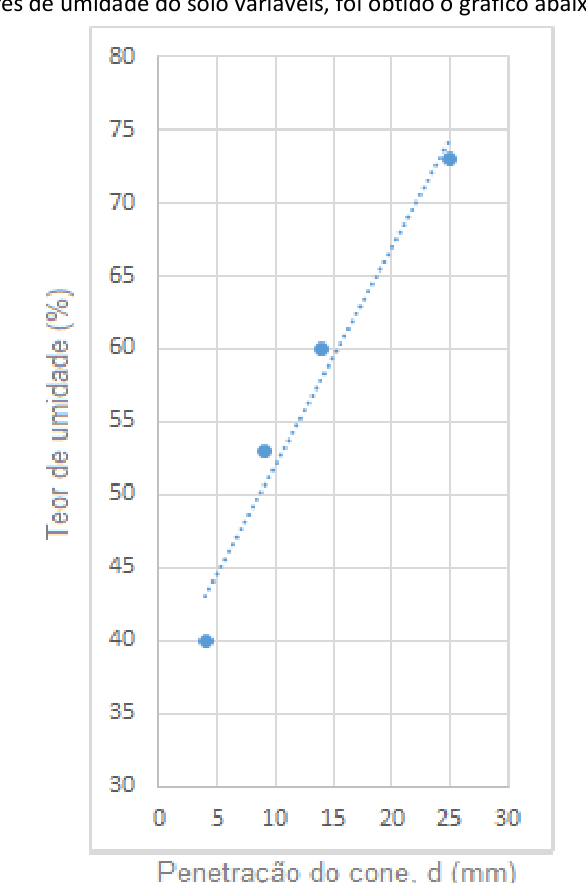 res de umidade do solo variáveis, foi obtido o gráfico abaix
80
75
70
65
60
55
50
45
40
35
30
Teor de umidade (%)
0 5 10 15 20 25 30
Penetração do cone, d (mm)